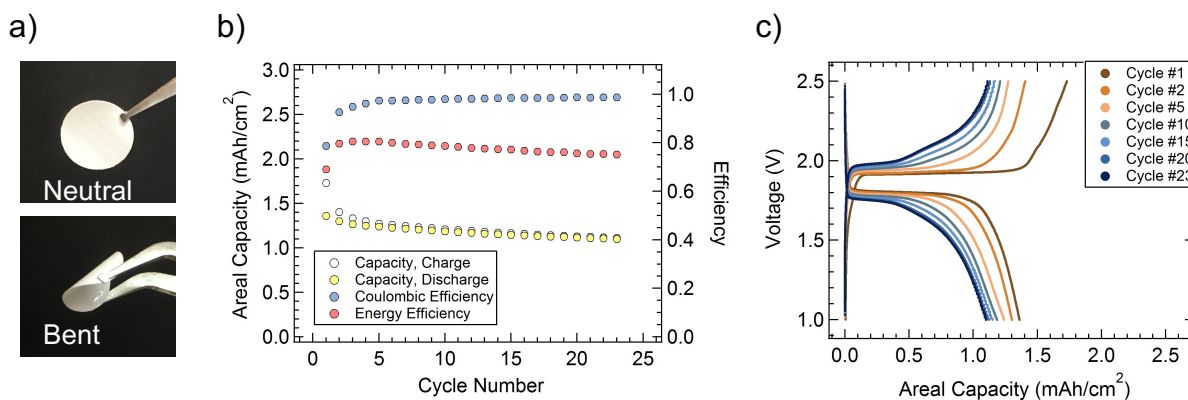 a)
Neutral
Bent
b)
3.0
2.5
2.0
1.5
1.0
0.5
0.0
Areal Capacity (mAh/cm²)
1.0
0.8
0.6
0.4
0.2
0.0
Efficiency
Capacity, Charge
Capacity, Discharge
Coulombic Efficiency
Energy Efficiency
0 5 10 15 20 25
Cycle Number
c)
2.5
2.0
1.5
1.0
Voltage (V)
Cycle #1
Cycle #2
Cycle #5
Cycle #10
Cycle #15
Cycle #20
Cycle #23
0.0 0.5 1.0 1.5 2.0 2.5
Areal Capacity (mAh/cm²)